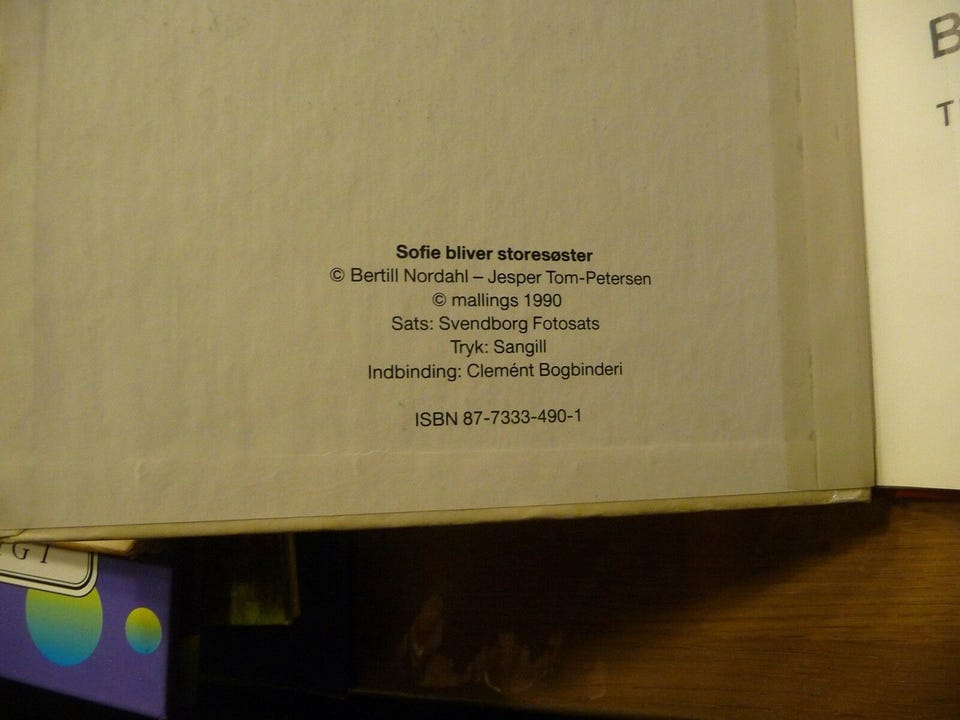 Sofie bliver storesøster
© Bertill Nordahl – Jesper Tom-Petersen
© mallings 1990
Sats: Svendborg Fotosats
Tryk: Sangill
Indbinding: Clemént Bogbinderi
ISBN 87-7333-490-1